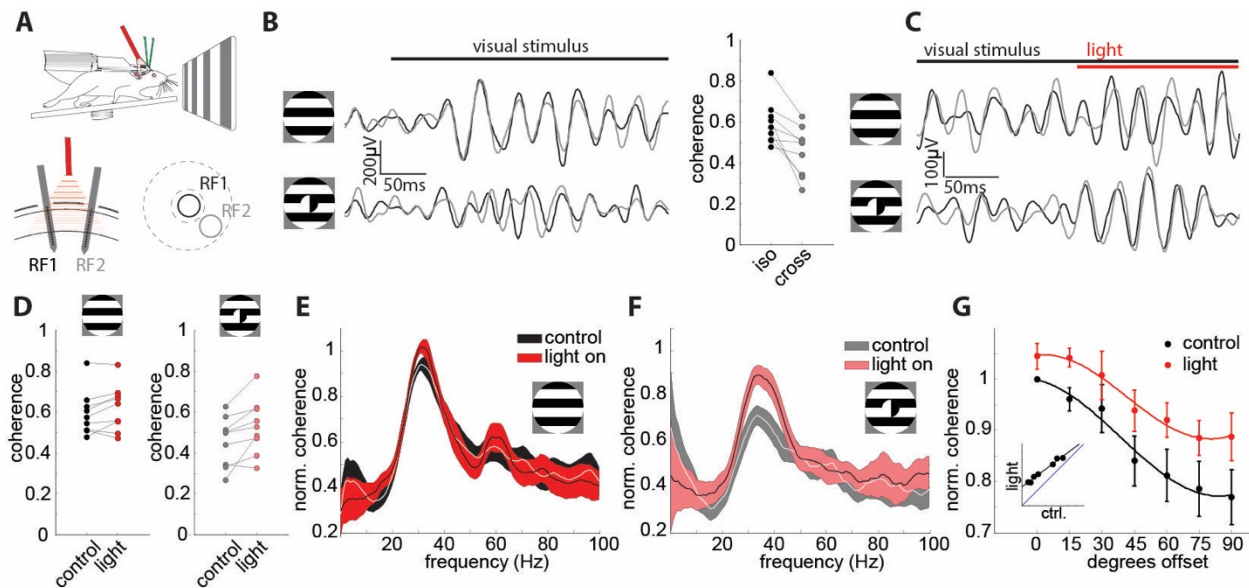 A
RF1
RF2
RF1
RF2
B
visual stimulus
200μV
50ms
coherence
1
0.8
0.6
0.4
0.2
0
iso
cross
C
visual stimulus
light
100μV
50ms
D
coherence
1
0.8
0.6
0.4
0.2
0
control
light
coherence
1
0.8
0.6
0.4
0.2
0
control
light
E
control
light on
norm. coherence
1
0.8
0.6
0.4
0.2
20
40
60
80
100
frequency (Hz)
F
control
light on
norm. coherence
1
0.8
0.6
0.4
0.2
20
40
60
80
100
frequency (Hz)
G
control
light
norm. coherence
1
0.9
0.8
0.7
light
ctrl.
0
15
30
45
60
75
90
degrees offset